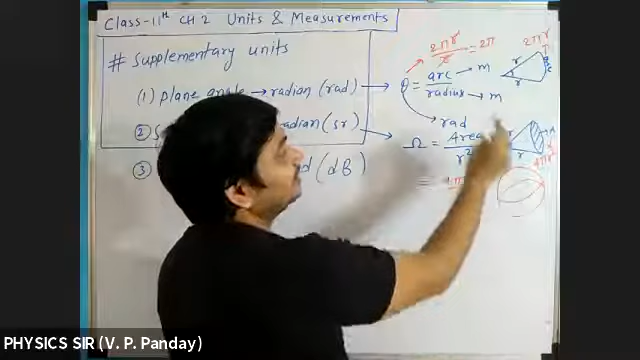 Class-11th CH 2 Units & Measurements
# Supplementary units
(1) plane angle → radian (rad)
② radian (sr)
③ (dB)
2πr / r = 2π
θ = arc → m
radius → m
rad
Ω = Area
r²
r
r
2πr
r
r
A
4πr²
PHYSICS SIR (V. P. Panday)